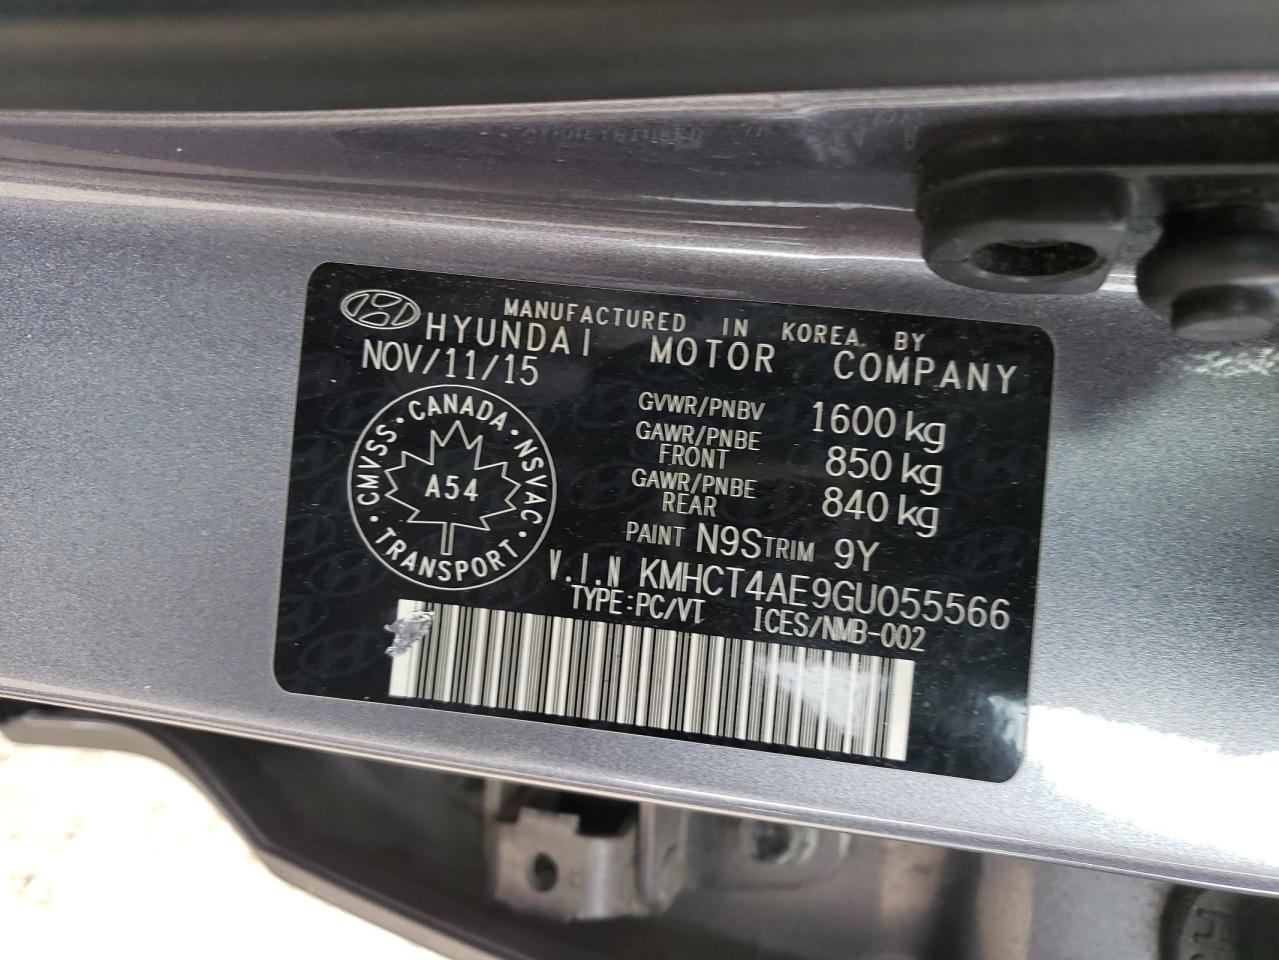 MANUFACTURED IN KOREA BY
HYUNDAI MOTOR COMPANY
NOV/11/15
CMVSS · CANADA · NSVAC · TRANSPORT ·
A54
GVWR/PNBV 1600 kg
GAWR/PNBE FRONT 850 kg
GAWR/PNBE REAR 840 kg
PAINT N9S TRIM 9Y
V.I.N KMHCT4AE9GU055566
TYPE:PC/VT ICES/NMB-002